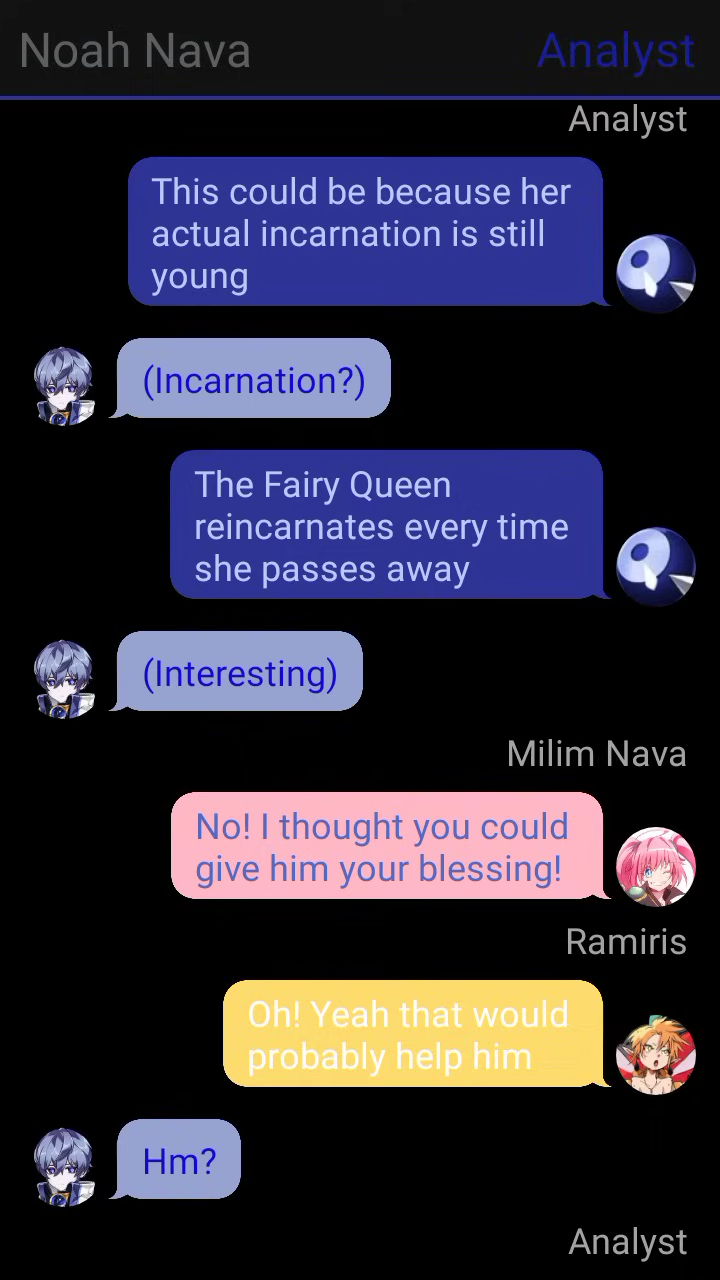 Noah Nava
Analyst
Analyst
This could be because her
actual incarnation is still
young
(Incarnation?)
The Fairy Queen
reincarnates every time
she passes away
(Interesting)
Milim Nava
No! I thought you could
give him your blessing!
Ramiris
Oh! Yeah that would
probably help him
Hm?
Analyst